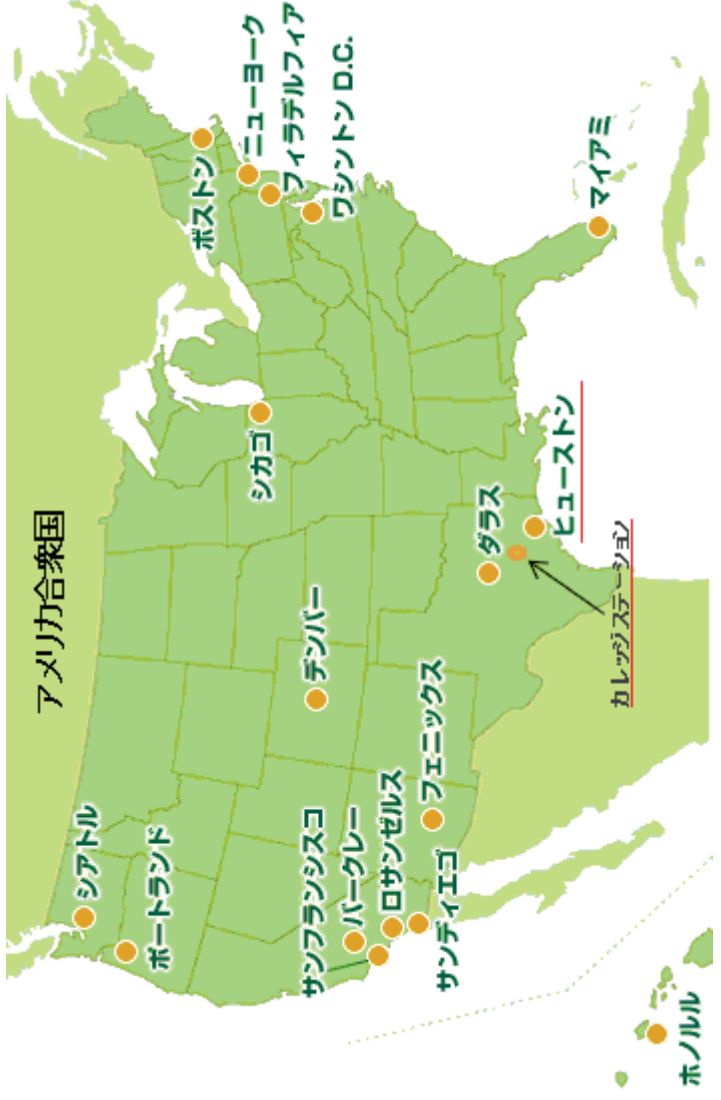 アメリカ合衆国
シアトル
ポートランド
サンフランシスコ
バークレー
ロサンゼルス
サンディエゴ
フェニックス
デンバー
シカゴ
ダラス
ヒューストン
カレッジステーション
ボストン
ニューヨーク
フィラデルフィア
ワシントン D.C.
マイアミ
ホノルル